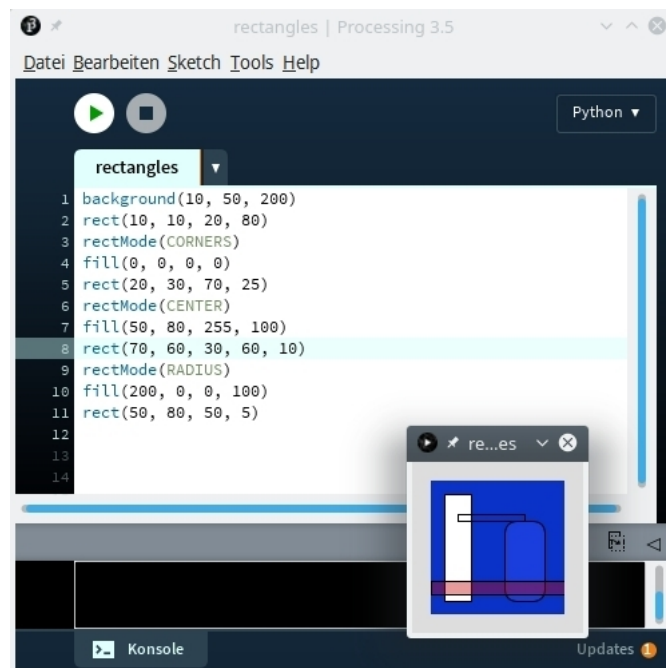 rectangles | Processing 3.5
Datei Bearbeiten Sketch Tools Help
Python ▾
rectangles ▾
1 background(10, 50, 200)
2 rect(10, 10, 20, 80)
3 rectMode(CORNERS)
4 fill(0, 0, 0, 0)
5 rect(20, 30, 70, 25)
6 rectMode(CENTER)
7 fill(50, 80, 255, 100)
8 rect(70, 60, 30, 60, 10)
9 rectMode(RADIUS)
10 fill(200, 0, 0, 100)
11 rect(50, 80, 50, 5)
12
13
14
re...es
>_ Konsole
Updates 1